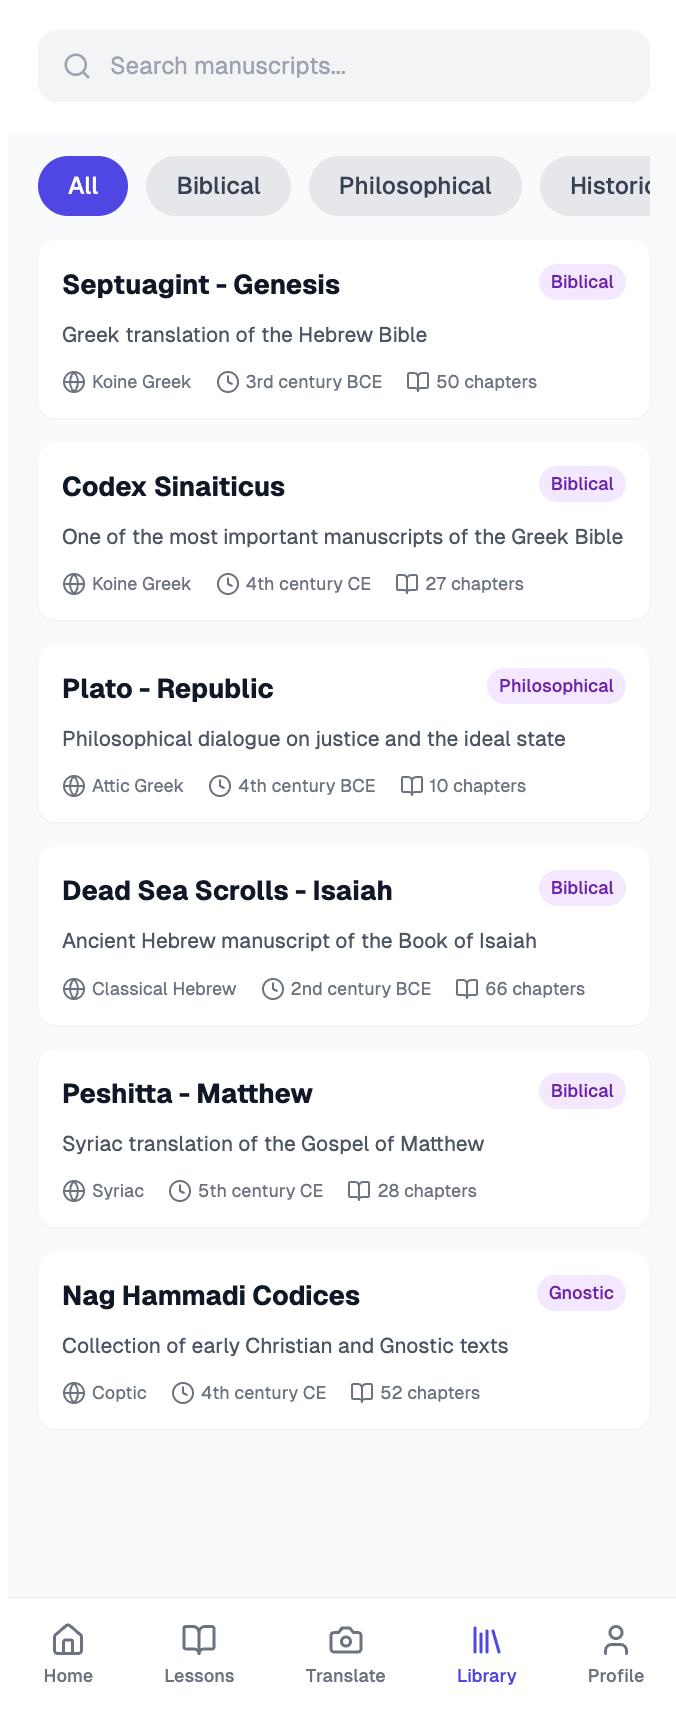 Search manuscripts...
All Biblical Philosophical Historic
Septuagint - Genesis Biblical
Greek translation of the Hebrew Bible
Koine Greek 3rd century BCE 50 chapters
Codex Sinaiticus Biblical
One of the most important manuscripts of the Greek Bible
Koine Greek 4th century CE 27 chapters
Plato - Republic Philosophical
Philosophical dialogue on justice and the ideal state
Attic Greek 4th century BCE 10 chapters
Dead Sea Scrolls - Isaiah Biblical
Ancient Hebrew manuscript of the Book of Isaiah
Classical Hebrew 2nd century BCE 66 chapters
Peshitta - Matthew Biblical
Syriac translation of the Gospel of Matthew
Syriac 5th century CE 28 chapters
Nag Hammadi Codices Gnostic
Collection of early Christian and Gnostic texts
Coptic 4th century CE 52 chapters
Home Lessons Translate Library Profile